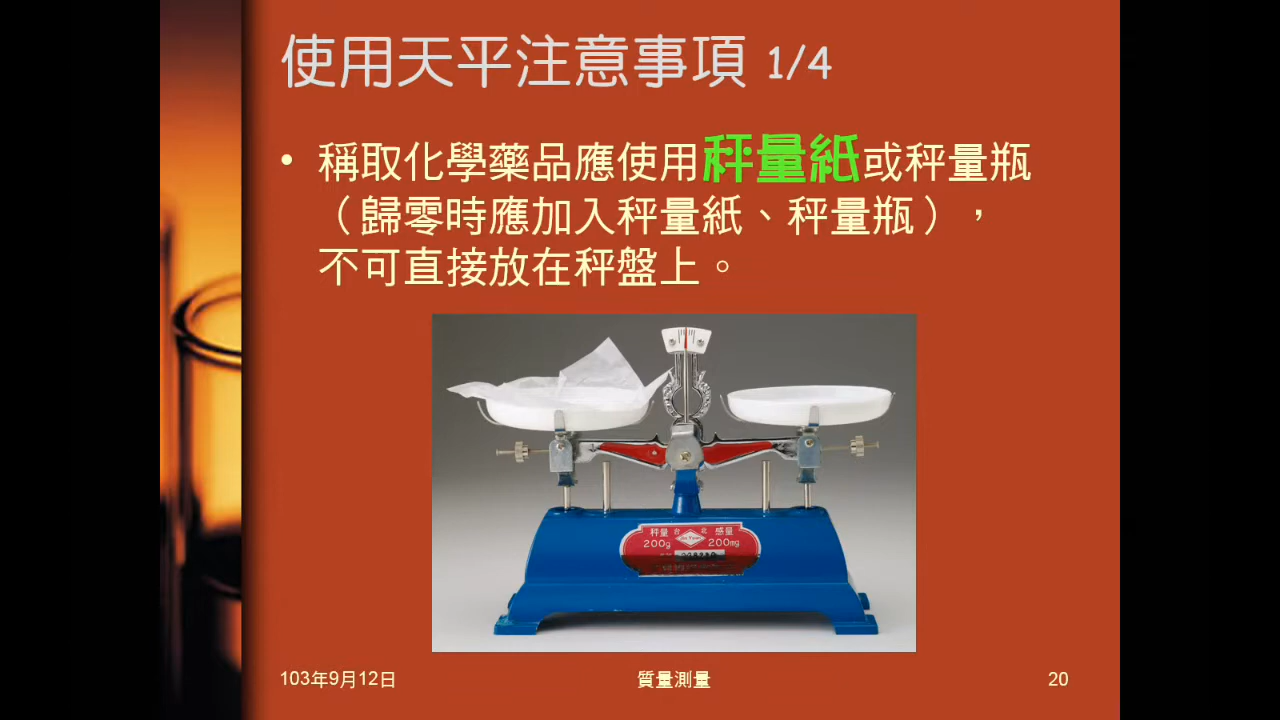 使用天平注意事項 1/4
• 稱取化學藥品應使用秤量紙或秤量瓶
（歸零時應加入秤量紙、秤量瓶），
不可直接放在秤盤上。
秤量 台 北 感量
200g 200mg
103年9月12日 質量測量 20